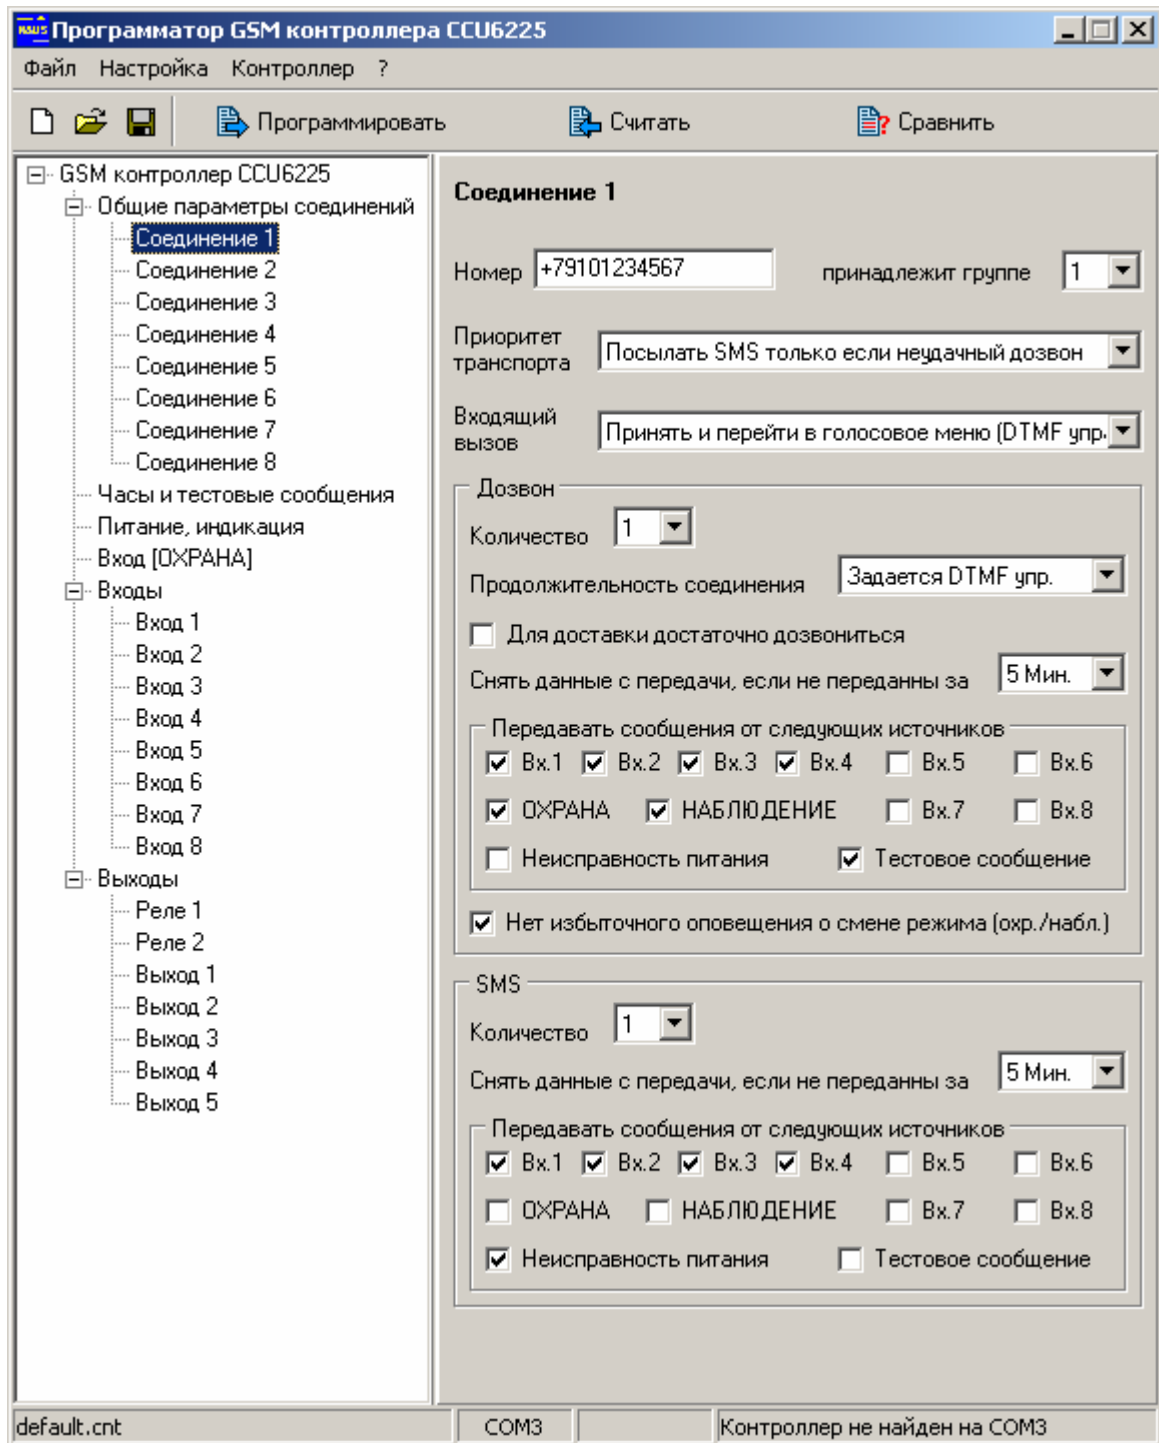 Программатор GSM контроллера CCU6225
Файл Настройка Контроллер ?
Программировать Считать Сравнить
GSM контроллер CCU6225
Общие параметры соединений
Соединение 1
Соединение 2
Соединение 3
Соединение 4
Соединение 5
Соединение 6
Соединение 7
Соединение 8
Часы и тестовые сообщения
Питание, индикация
Вход [ОХРАНА]
Входы
Вход 1
Вход 2
Вход 3
Вход 4
Вход 5
Вход 6
Вход 7
Вход 8
Выходы
Реле 1
Реле 2
Выход 1
Выход 2
Выход 3
Выход 4
Выход 5
Соединение 1
Номер +79101234567 принадлежит группе 1
Приоритет транспорта Посылать SMS только если неудачный дозвон
Входящий вызов Принять и перейти в голосовое меню (DTMF упр.
Дозвон
Количество 1
Продолжительность соединения Задается DTMF упр.
Для доставки достаточно дозвониться
Снять данные с передачи, если не переданны за 5 Мин.
Передавать сообщения от следующих источников
Вх.1 Вх.2 Вх.3 Вх.4 Вх.5 Вх.6
ОХРАНА НАБЛЮДЕНИЕ Вх.7 Вх.8
Неисправность питания Тестовое сообщение
Нет избыточного оповещения о смене режима (охр./набл.)
SMS
Количество 1
Снять данные с передачи, если не переданны за 5 Мин.
Передавать сообщения от следующих источников
Вх.1 Вх.2 Вх.3 Вх.4 Вх.5 Вх.6
ОХРАНА НАБЛЮДЕНИЕ Вх.7 Вх.8
Неисправность питания Тестовое сообщение
default.cnt COM3 Контроллер не найден на COM3